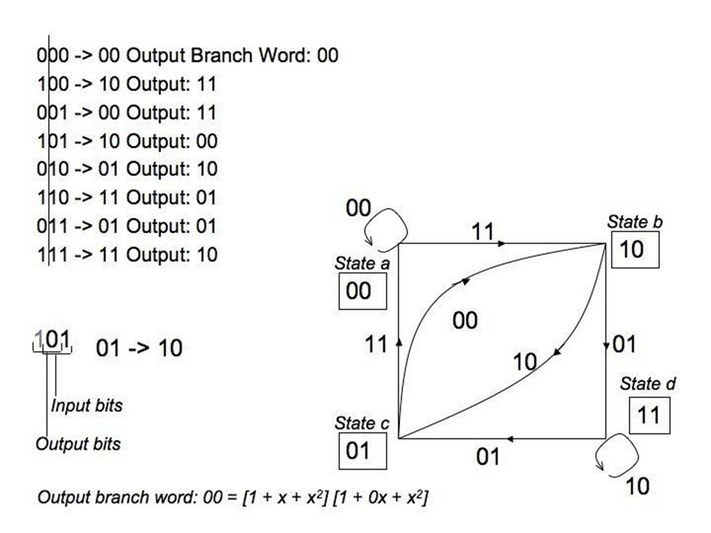 000 -> 00 Output Branch Word: 00
100 -> 10 Output: 11
001 -> 00 Output: 11
101 -> 10 Output: 00
010 -> 01 Output: 10
110 -> 11 Output: 01
011 -> 01 Output: 01
111 -> 11 Output: 10
00
11
State b
10
State a
00
00
11
10
01
State d
11
State c
01
01
10
101
01 -> 10
Input bits
Output bits
Output branch word: 00 = [1 + x + x²] [1 + 0x + x²]